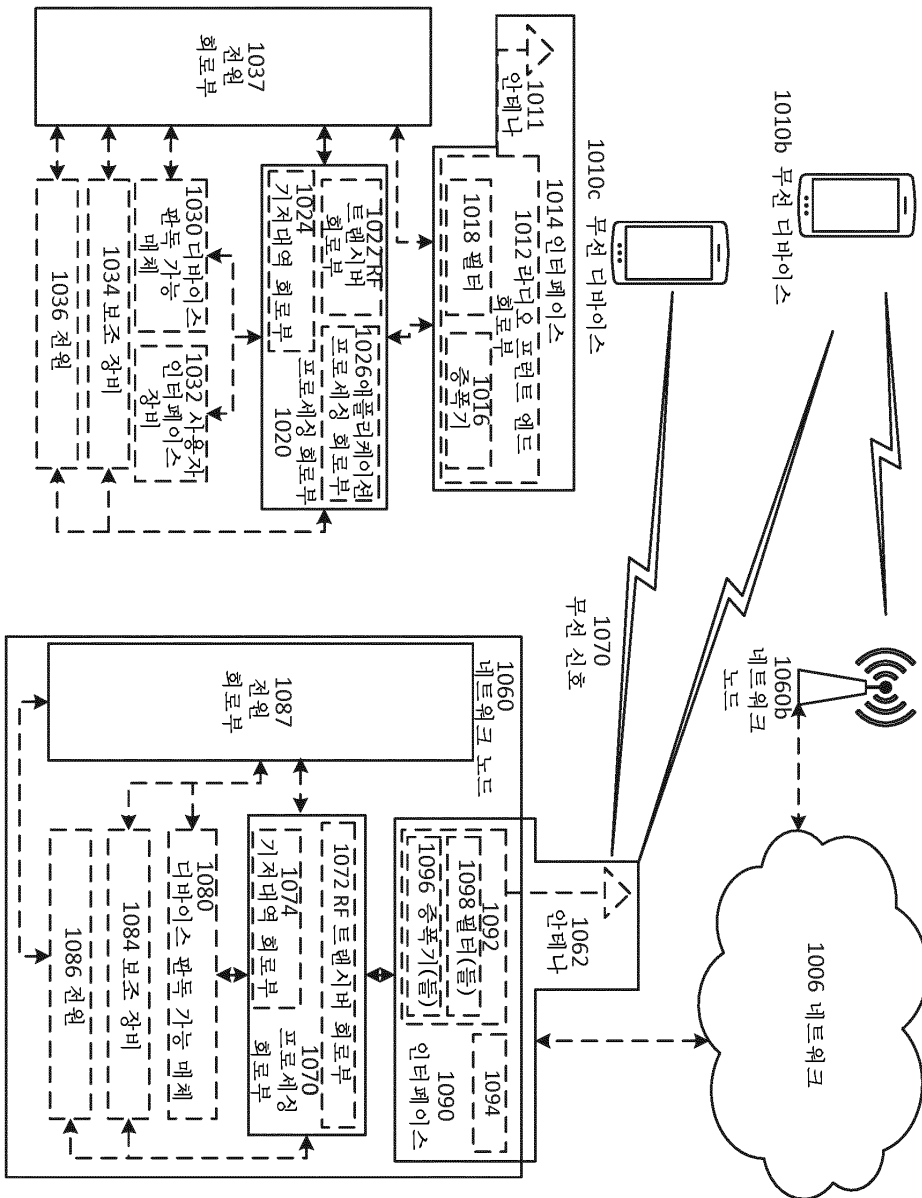 1006 네트워크
1060b
네트워크
노드
1010b 무선 디바이스
1070
무선 신호
1010c 무선 디바이스
1062
안테나
1094
1090
인터페이스
1092
1098 필터(들)
1096 증폭기(들)
1060
네트워크 노드
1072 RF 트랜시버 회로부
1070
프로세싱
회로부
1074
기저대역 회로부
1080
디바이스 판독 가능 매체
1084 보조 장비
1086 전원
1087
전원
회로부
1011
안테나
1014 인터페이스
1012 라디오 프런트 엔드
회로부
1018 필터
1016
증폭기
1022 RF
트랜시버
회로부
1026애플리케이션
프로세싱 회로부
1024
기저대역 회로부
1020
프로세싱 회로부
1030 디바이스
판독 가능
매체
1032 사용자
인터페이스
장비
1034 보조 장비
1036 전원
1037
전원
회로부